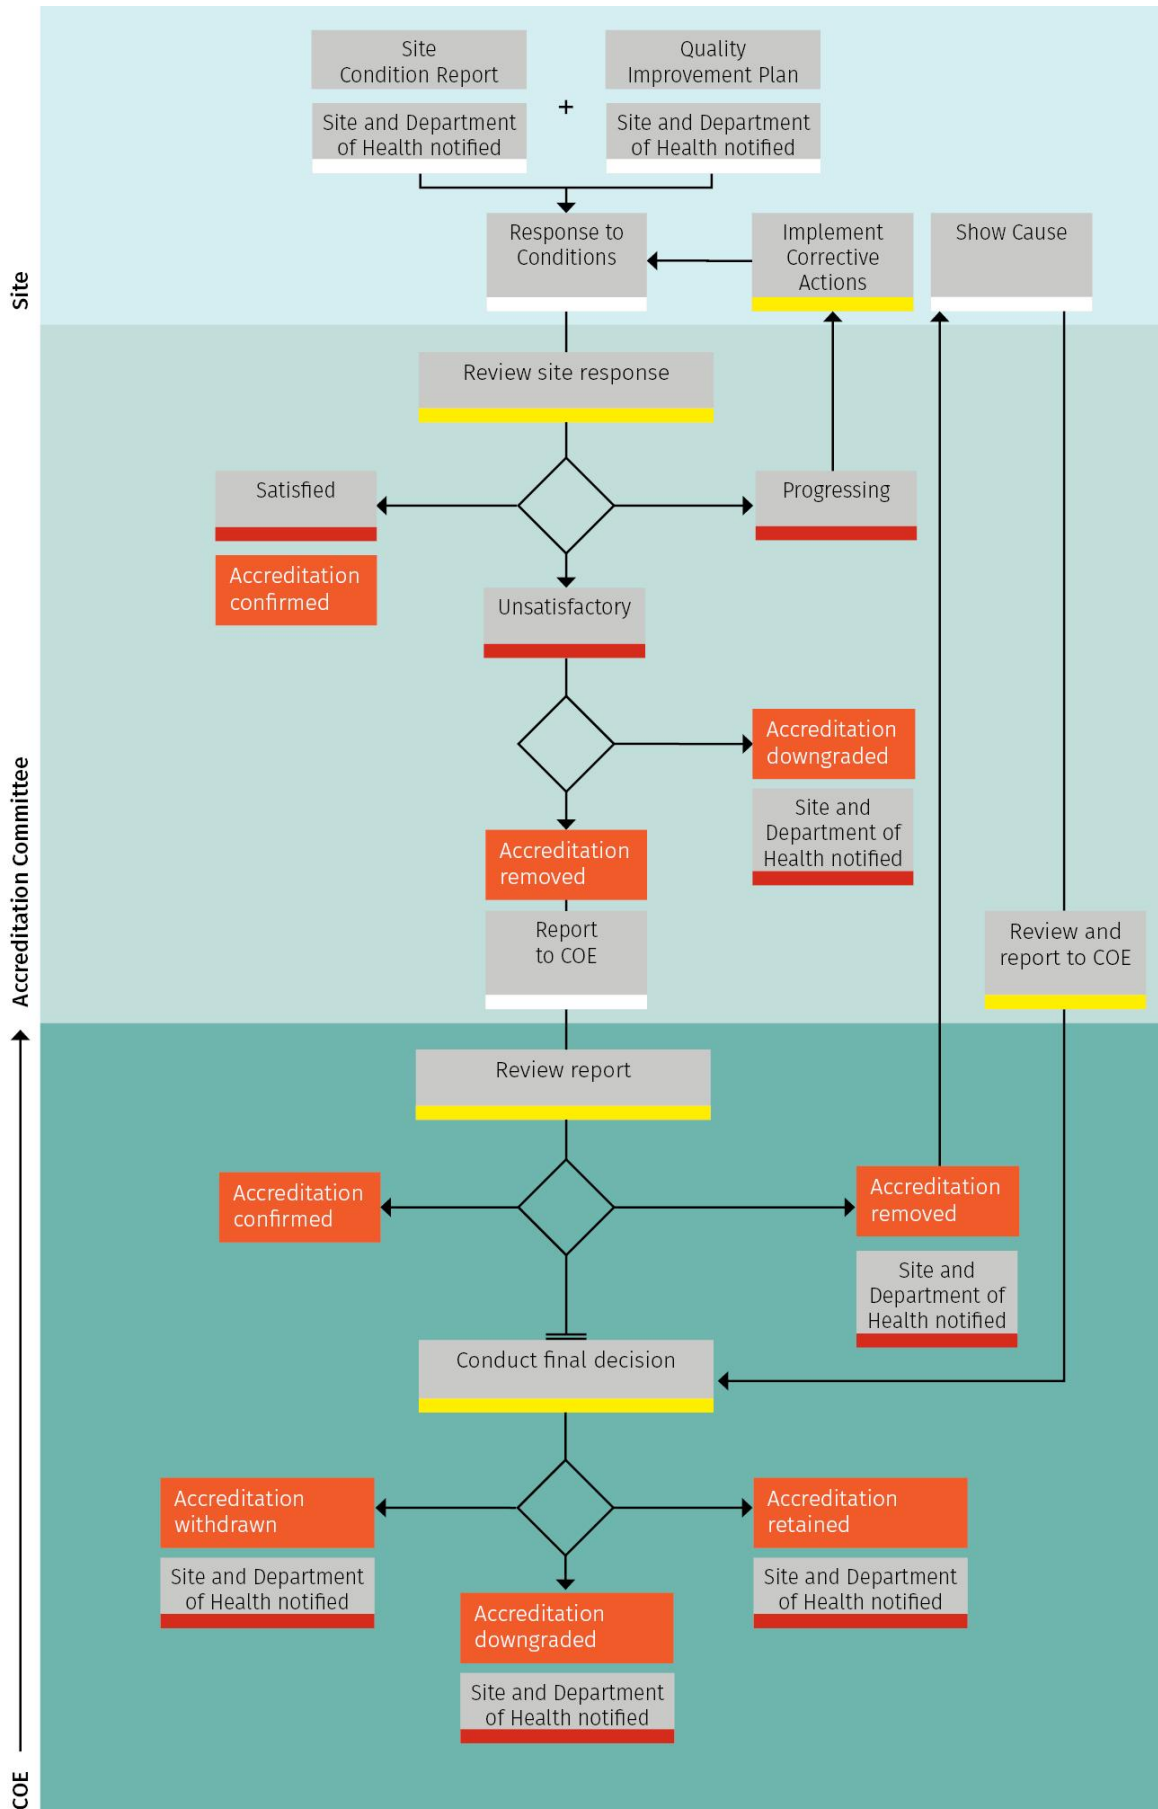 Site
Condition Report
Quality
Improvement Plan
+
Site and Department
of Health notified
Site and Department
of Health notified
Response to
Conditions
Implement
Corrective
Actions
Show Cause
Site
Review site response
Satisfied
Progressing
Accreditation
confirmed
Unsatisfactory
Accreditation
downgraded
Site and
Department of
Health notified
Accreditation
removed
Report
to COE
Review and
report to COE
Accreditation Committee
Review report
Accreditation
confirmed
Accreditation
removed
Site and
Department of
Health notified
Conduct final decision
Accreditation
withdrawn
Site and Department
of Health notified
Accreditation
retained
Site and Department
of Health notified
Accreditation
downgraded
Site and Department
of Health notified
COE